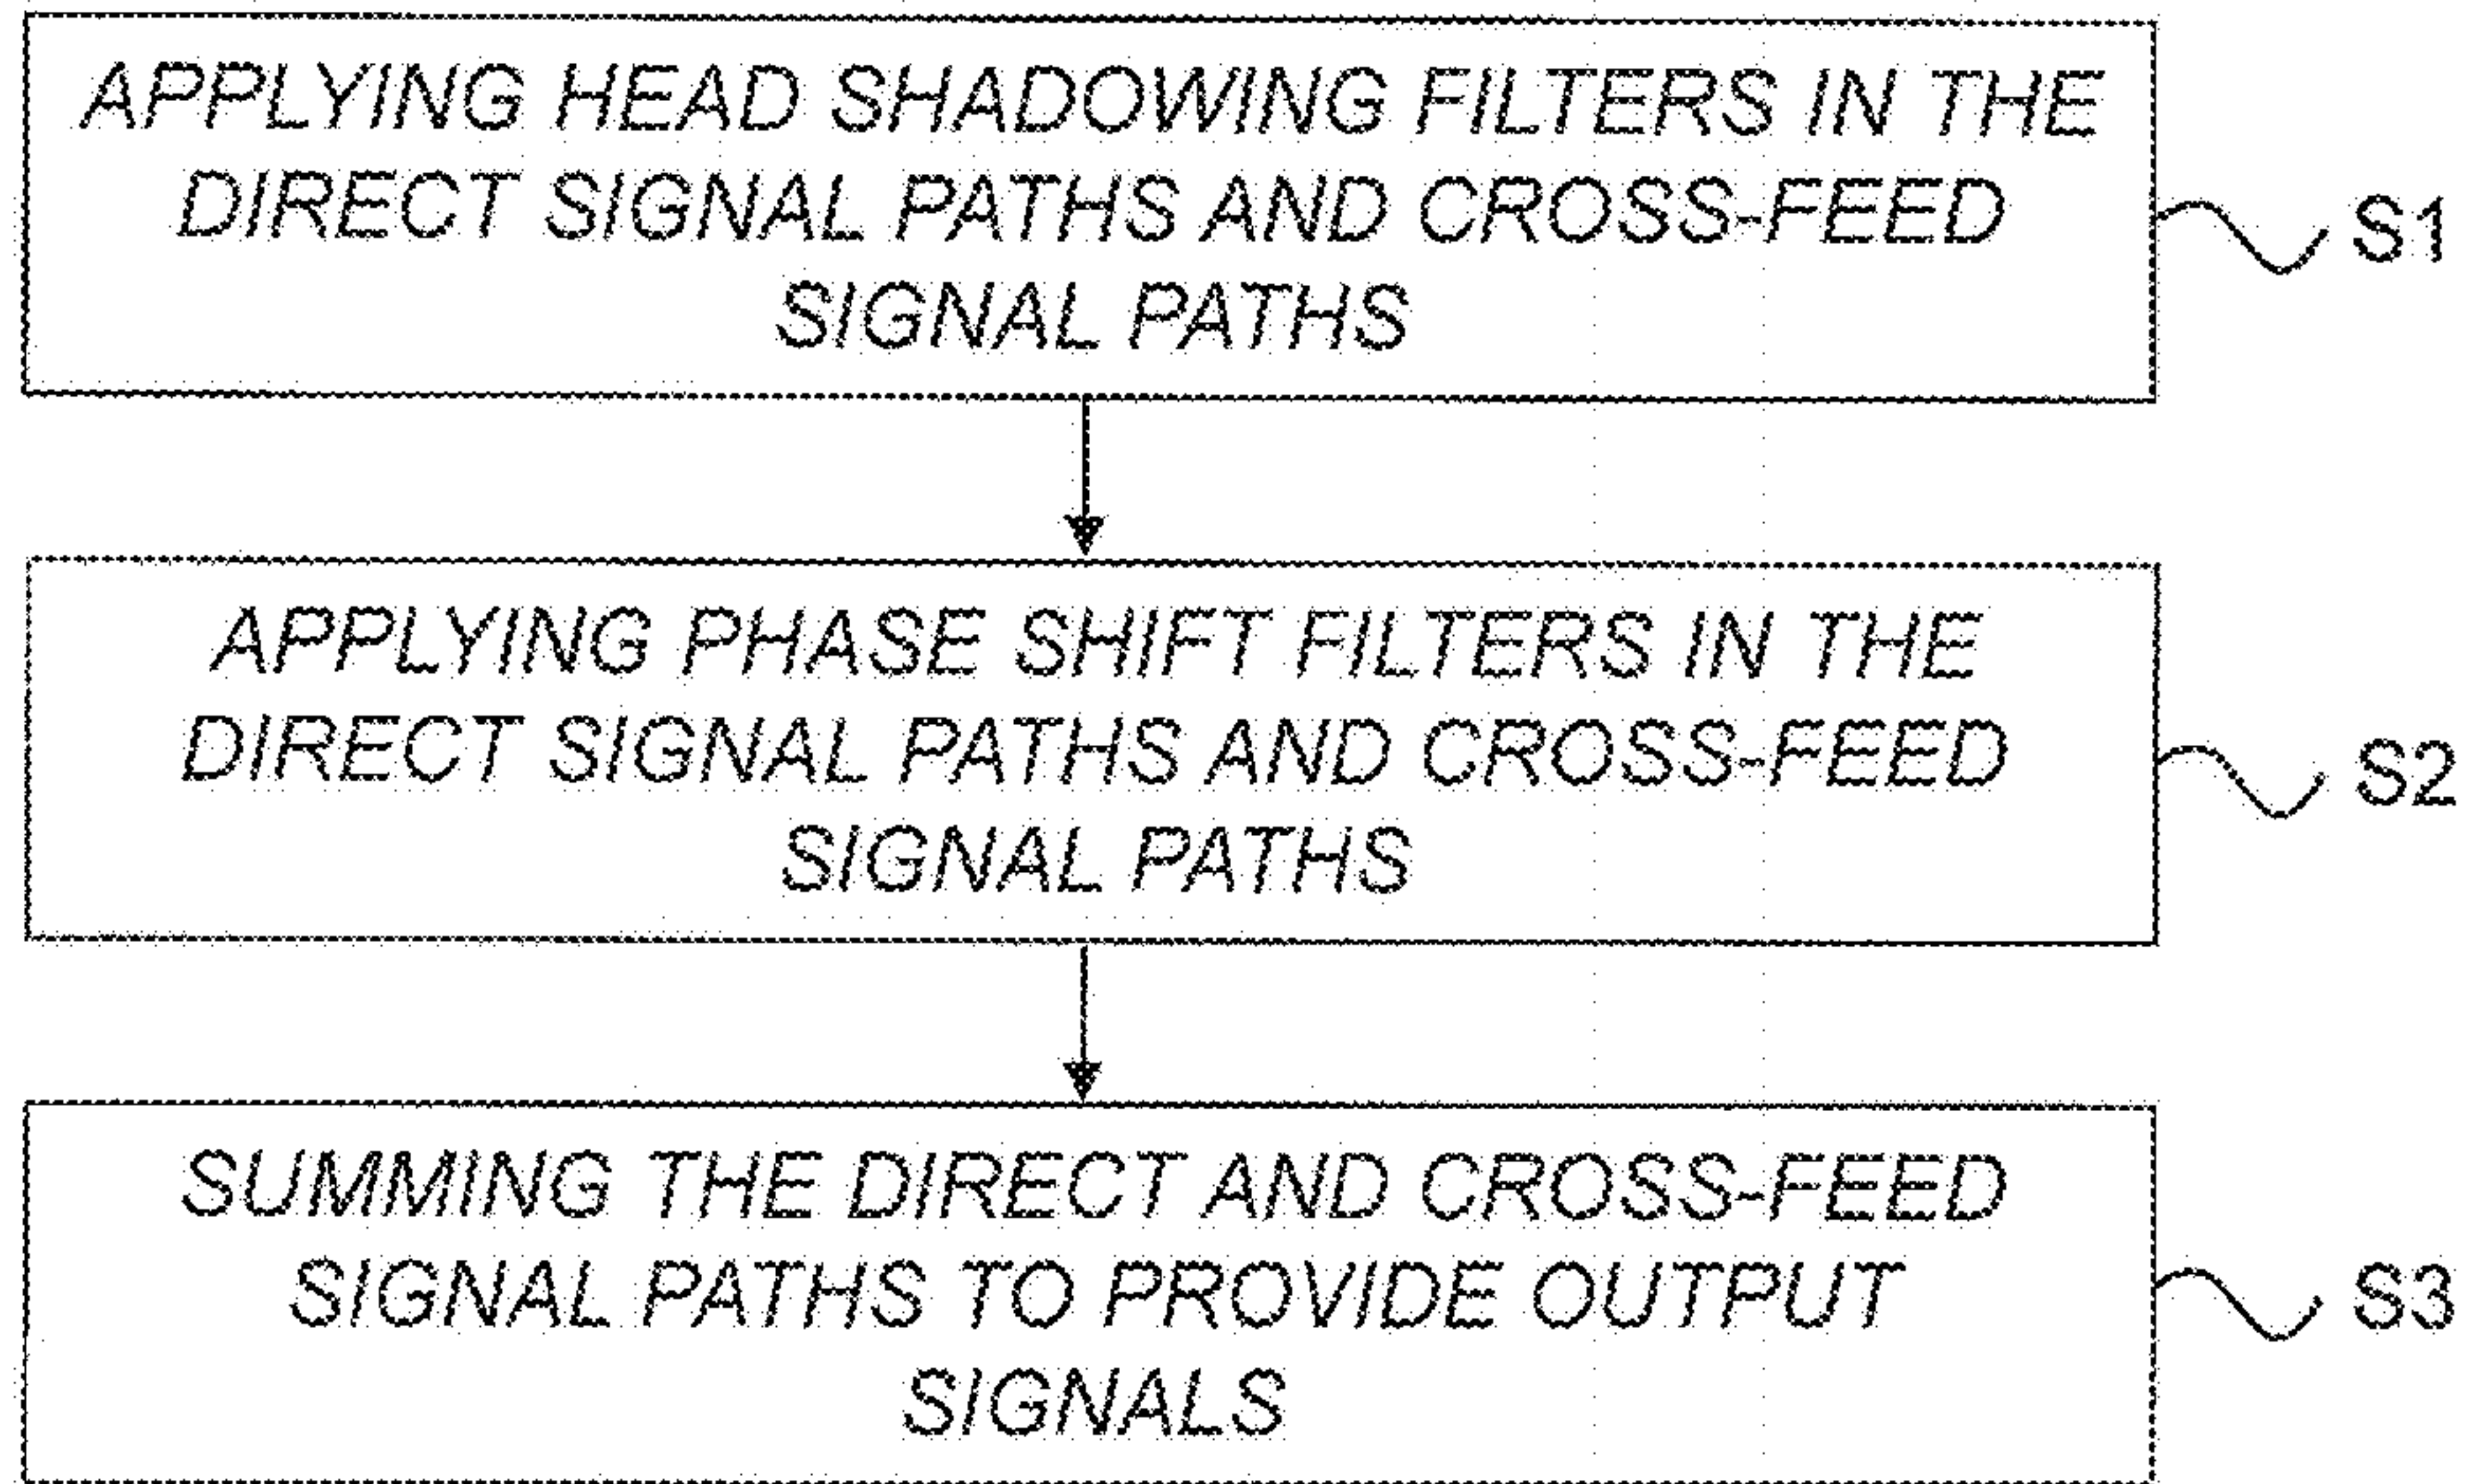 APPLYING HEAD SHADOWING FILTERS IN THE
DIRECT SIGNAL PATHS AND CROSS-FEED
SIGNAL PATHS
S1
APPLYING PHASE SHIFT FILTERS IN THE
DIRECT SIGNAL PATHS AND CROSS-FEED
SIGNAL PATHS
S2
SUMMING THE DIRECT AND CROSS-FEED
SIGNAL PATHS TO PROVIDE OUTPUT
SIGNALS
S3